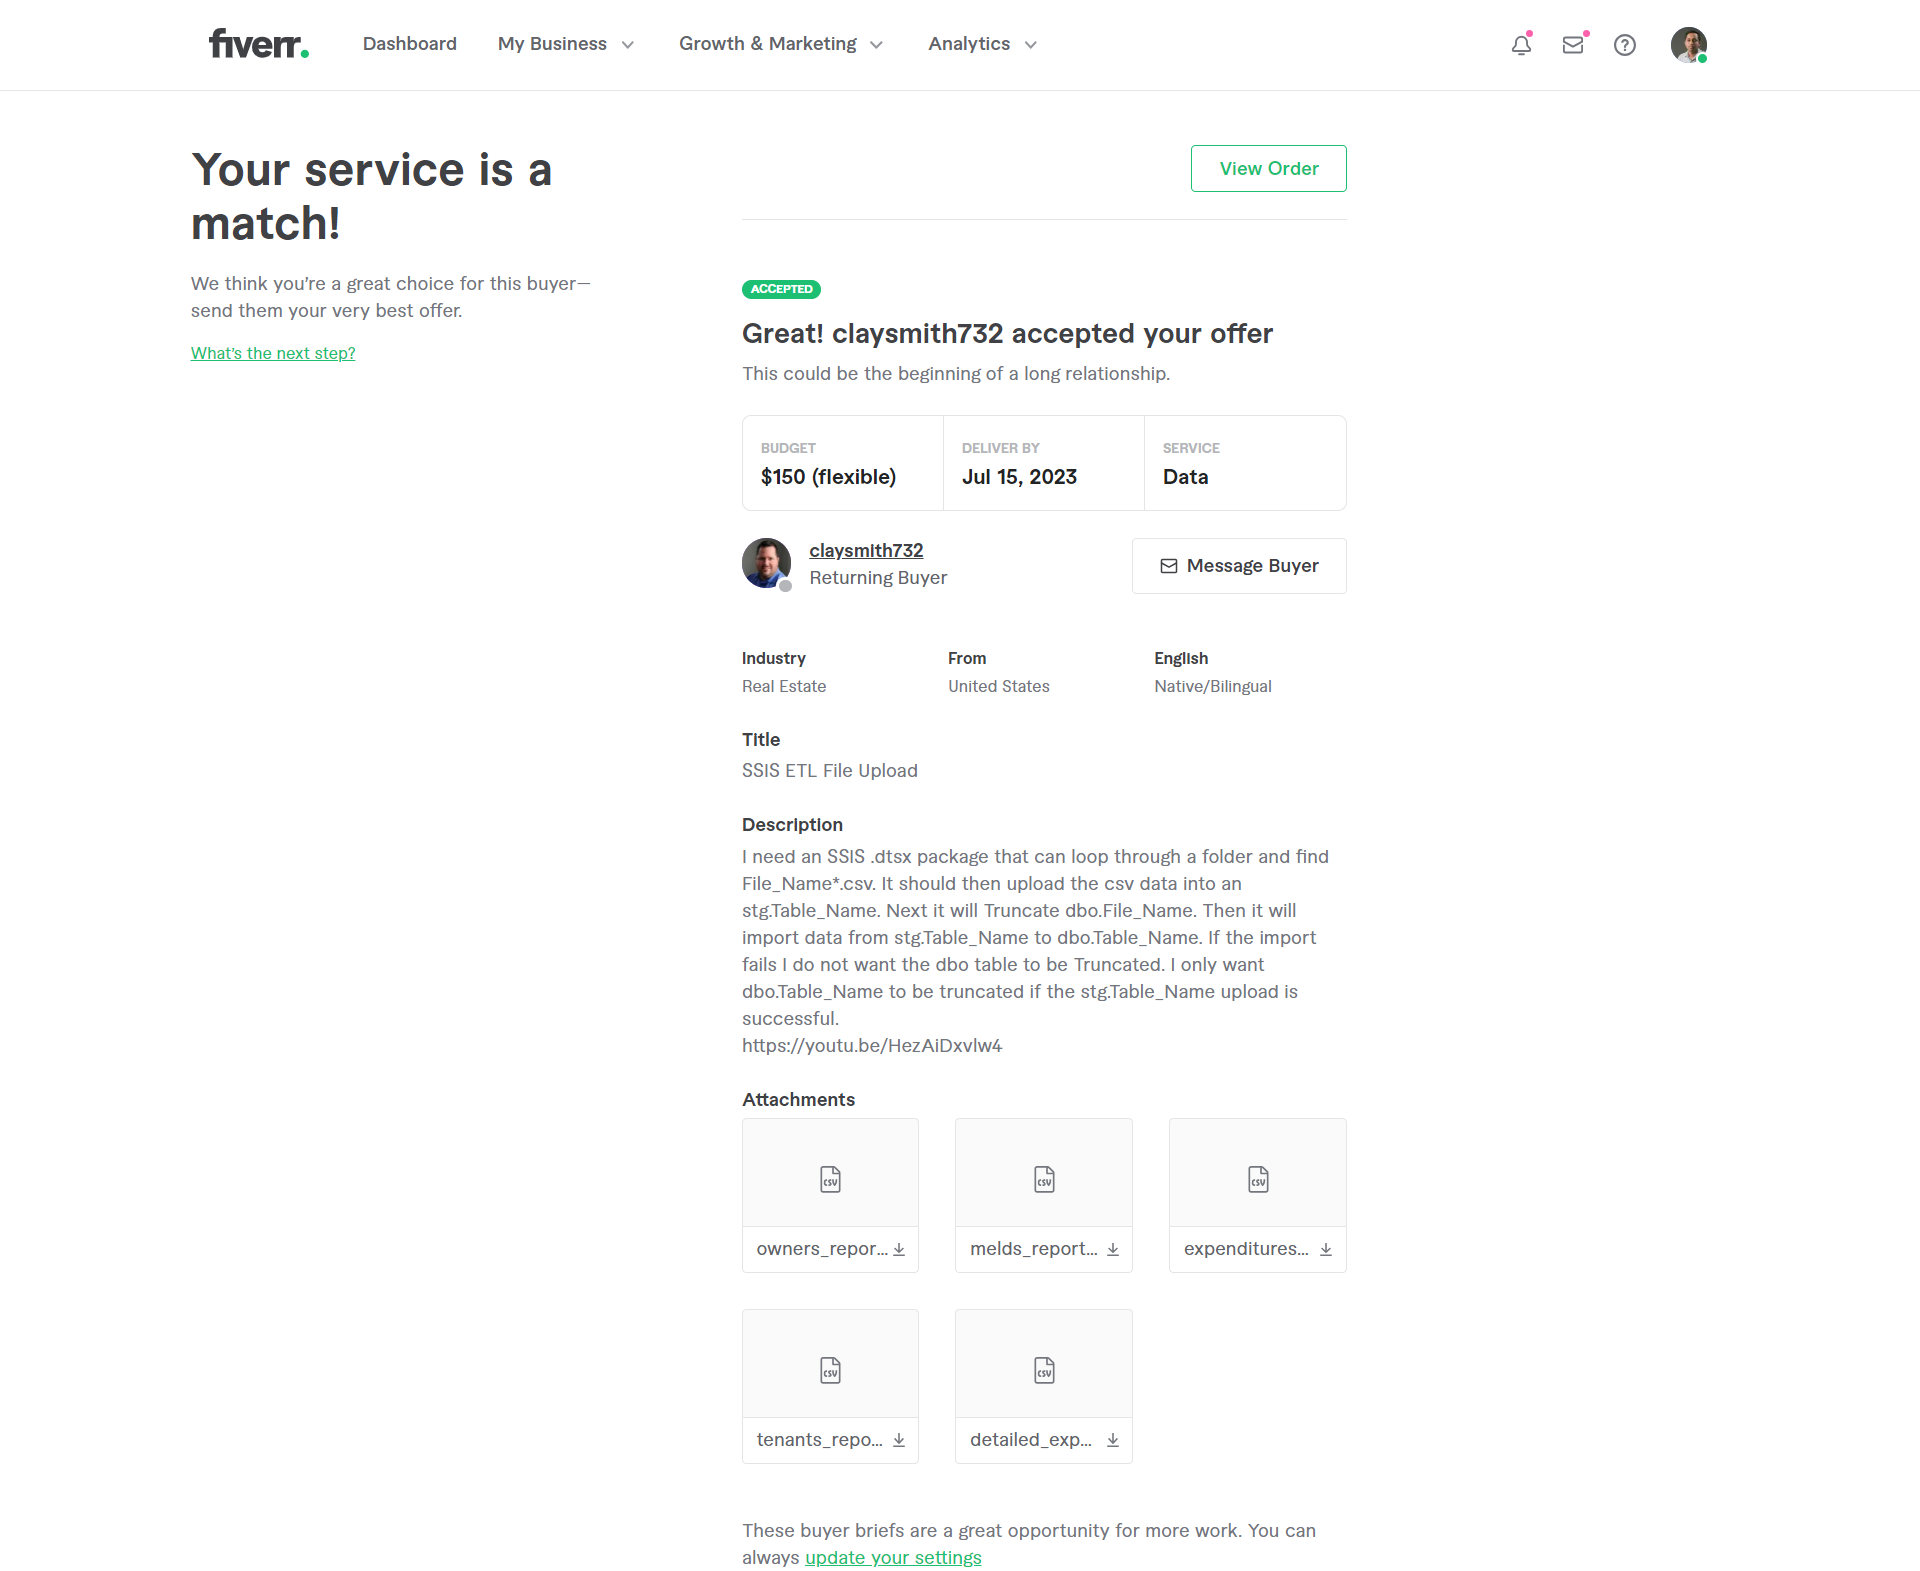 fiverr.
Dashboard
My Business
Growth & Marketing
Analytics
Your service is a
match!
We think you're a great choice for this buyer—
send them your very best offer.
What's the next step?
View Order
ACCEPTED
Great! claysmith732 accepted your offer
This could be the beginning of a long relationship.
BUDGET
$150 (flexible)
DELIVER BY
Jul 15, 2023
SERVICE
Data
claysmith732
Returning Buyer
Message Buyer
Industry
Real Estate
From
United States
English
Native/Bilingual
Title
SSIS ETL File Upload
Description
I need an SSIS .dtsx package that can loop through a folder and find
File_Name*.csv. It should then upload the csv data into an
stg.Table_Name. Next it will Truncate dbo.File_Name. Then it will
import data from stg.Table_Name to dbo.Table_Name. If the import
fails I do not want the dbo table to be Truncated. I only want
dbo.Table_Name to be truncated if the stg.Table_Name upload is
successful.
https://youtu.be/HezAiDxvlw4
Attachments
CSV
CSV
CSV
owners_repor...
melds_report...
expenditures...
CSV
CSV
tenants_repo...
detailed_exp...
These buyer briefs are a great opportunity for more work. You can
always update your settings